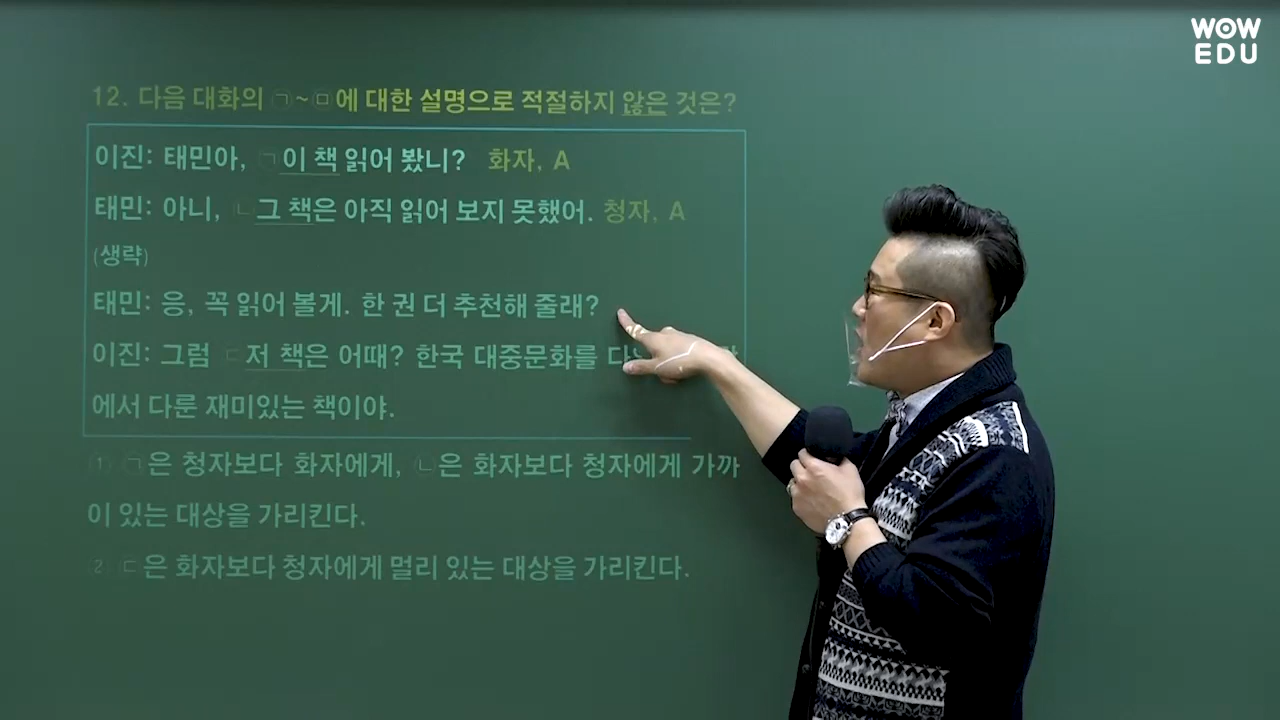 WOW
EDU
12. 다음 대화의 ㉠~㉤에 대한 설명으로 적절하지 않은 것은?
이진: 태민아, ㉠이 책 읽어 봤니? 화자, A
태민: 아니, ㉡그 책은 아직 읽어 보지 못했어. 청자, A
(생략)
태민: 응, 꼭 읽어 볼게. 한 권 더 추천해 줄래?
이진: 그럼 ㉢저 책은 어때? 한국 대중문화를
에서 다룬 재미있는 책이야.
(1) ㉠은 청자보다 화자에게, ㉡은 화자보다 청자에게 가까
이 있는 대상을 가리킨다.
(2) ㉢은 화자보다 청자에게 멀리 있는 대상을 가리킨다.